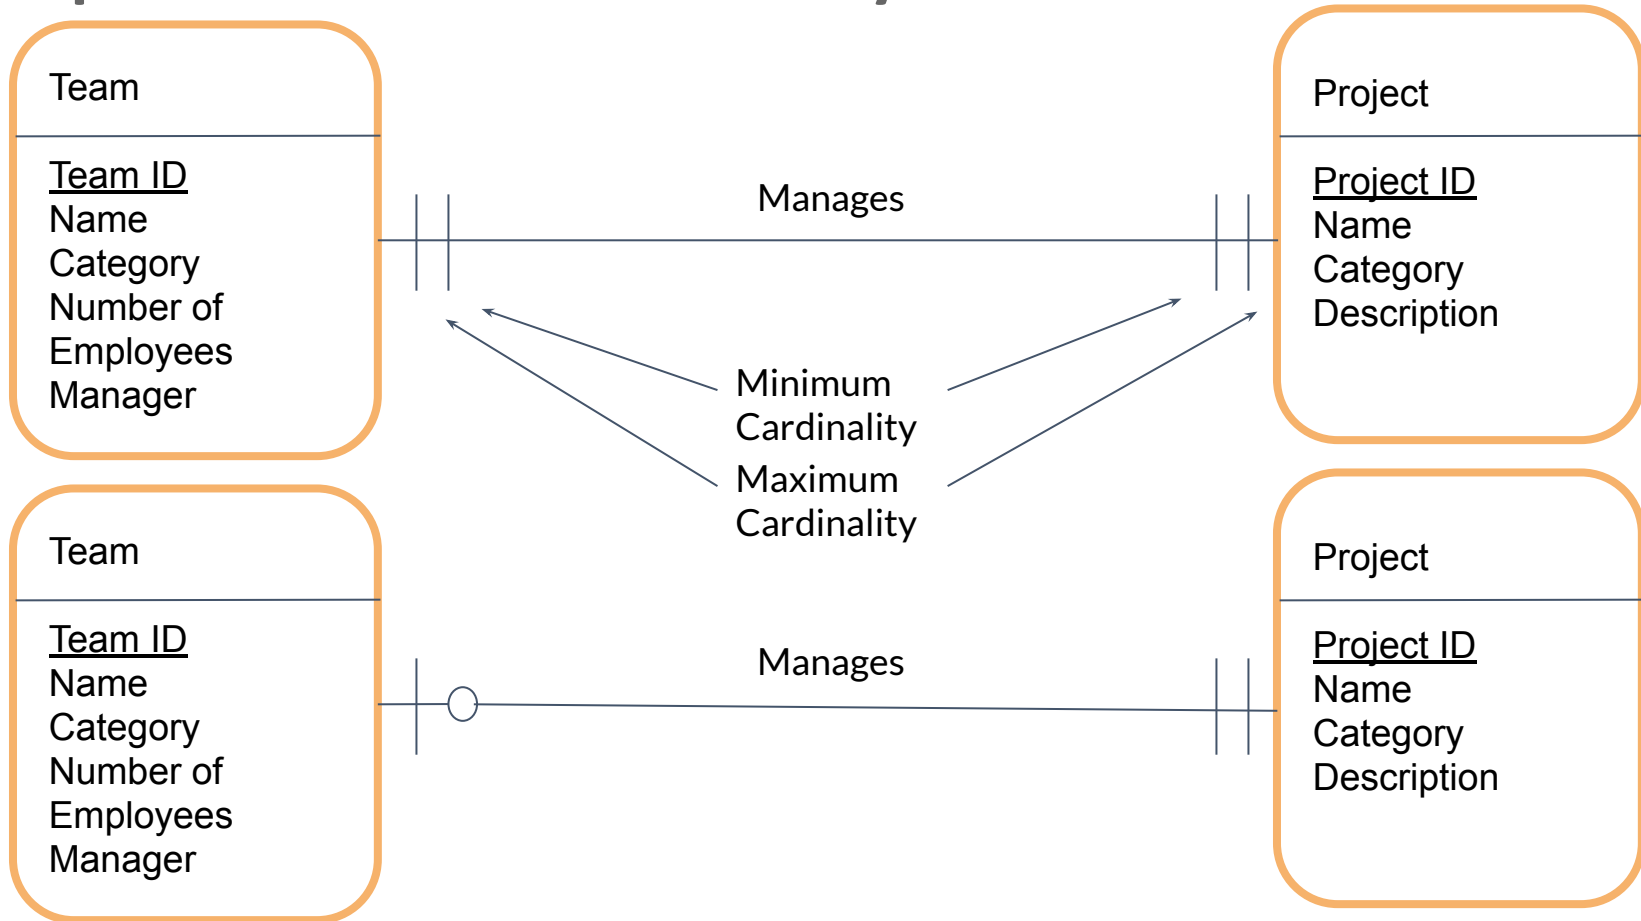 Team
Team ID
Name
Category
Number of
Employees
Manager
Manages
Project
Project ID
Name
Category
Description
Minimum
Cardinality
Maximum
Cardinality
Team
Team ID
Name
Category
Number of
Employees
Manager
Manages
Project
Project ID
Name
Category
Description